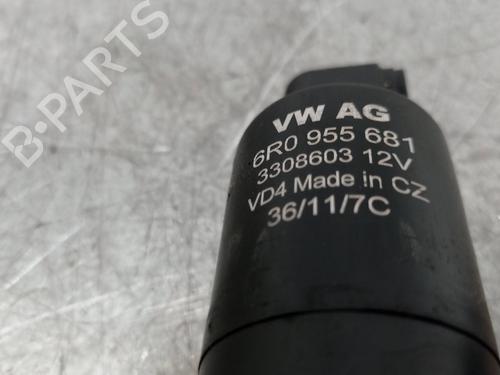 B-PARTS
VW AG
6R0 955 681
3308603 12V
VD4 Made in CZ
36/11/7C